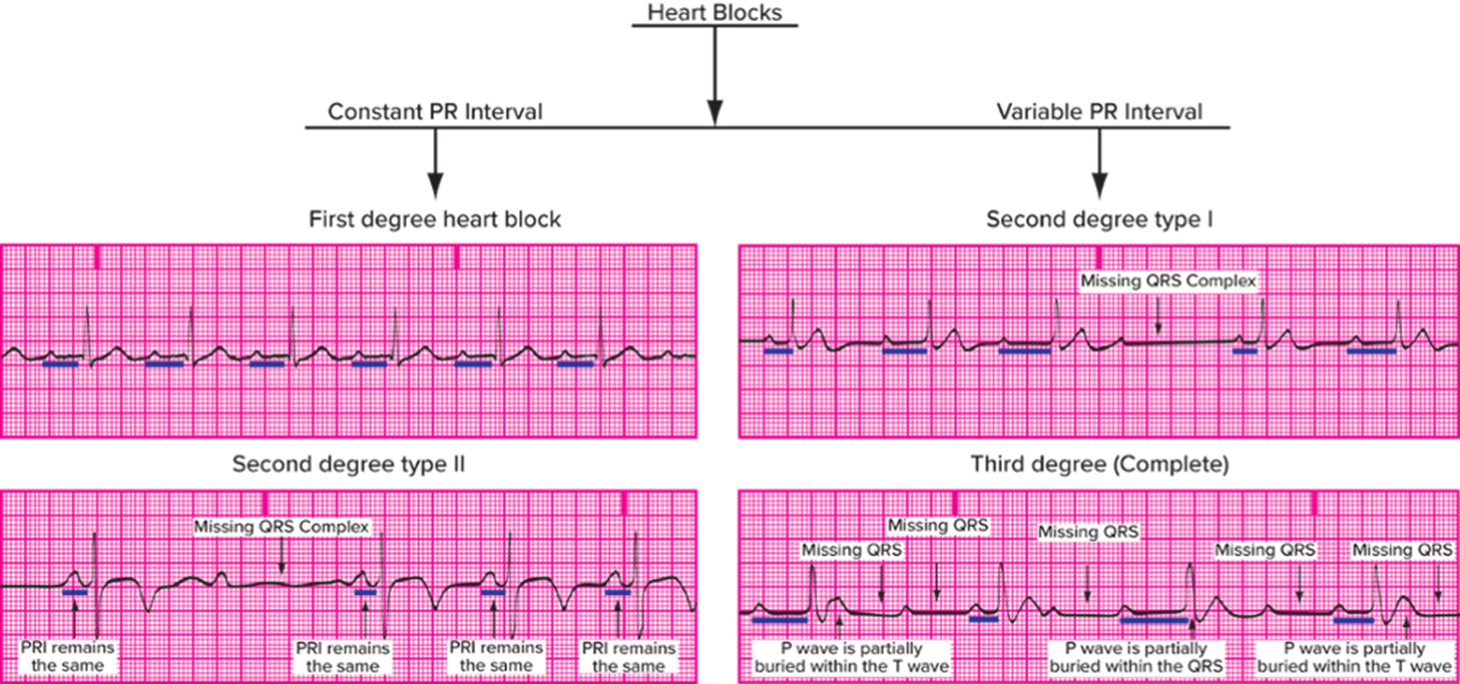 Heart Blocks
Constant PR Interval
Variable PR Interval
First degree heart block
Second degree type I
Missing QRS Complex
Second degree type II
Third degree (Complete)
Missing QRS Complex
PRI remains
the same
PRI remains
the same
PRI remains
the same
PRI remains
the same
Missing QRS
Missing QRS
Missing QRS
Missing QRS
Missing QRS
P wave is partially
buried within the T wave
P wave is partially
buried within the QRS
P wave is partially
buried within the T wave